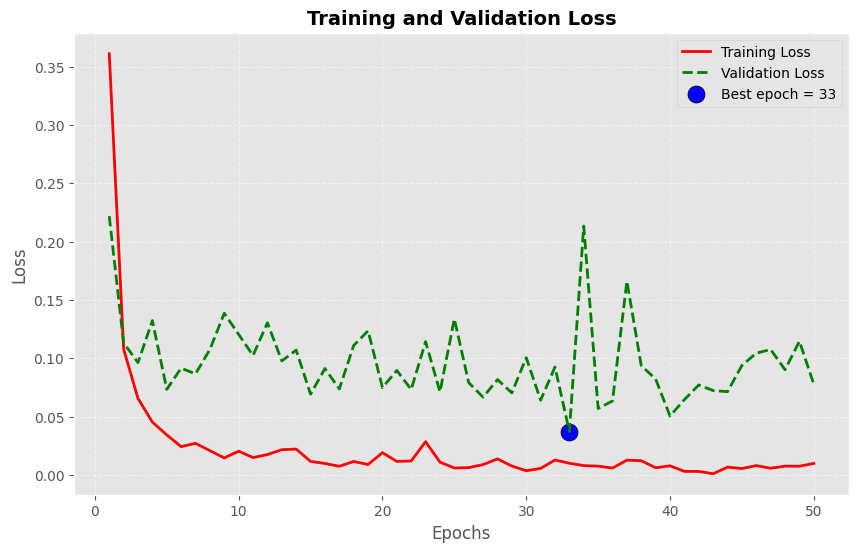 Training and Validation Loss
Training Loss
Validation Loss
Best epoch = 33
Loss
0.35
0.30
0.25
0.20
0.15
0.10
0.05
0.00
0 10 20 30 40 50
Epochs